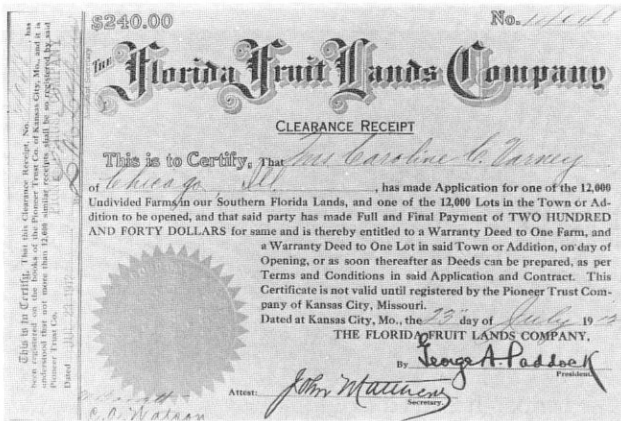 $240.00
No.
THE
Florida Fruit Lands Company
CLEARANCE RECEIPT
This is to Certify, That Mrs Caroline C. Varney
of Chicago, Ill. , has made Application for one of the 12,000
Undivided Farms in our Southern Florida Lands, and one of the 12,000 Lots in the Town or Ad-
dition to be opened, and that said party has made Full and Final Payment of TWO HUNDRED
AND FORTY DOLLARS for same and is thereby entitled to a Warranty Deed to One Farm, and
a Warranty Deed to One Lot in said Town or Addition, on day of
Opening, or as soon thereafter as Deeds can be prepared, as per
Terms and Conditions in said Application and Contract. This
Certificate is not valid until registered by the Pioneer Trust Com-
pany of Kansas City, Missouri.
Dated at Kansas City, Mo., the 23" day of July 1912
THE FLORIDA FRUIT LANDS COMPANY,
By George A. Paddock
President.
Attest: John Matthews
Secretary.
C. A. Watson
This is to Certify, That this Clearance Receipt, No. , has
been registered on the books of the Pioneer Trust Co. of Kansas City, Mo., and it is
understood that not more than 12,000 similar receipts shall be so registered by said
Pioneer Trust Co.
Dated JUL 24 1912